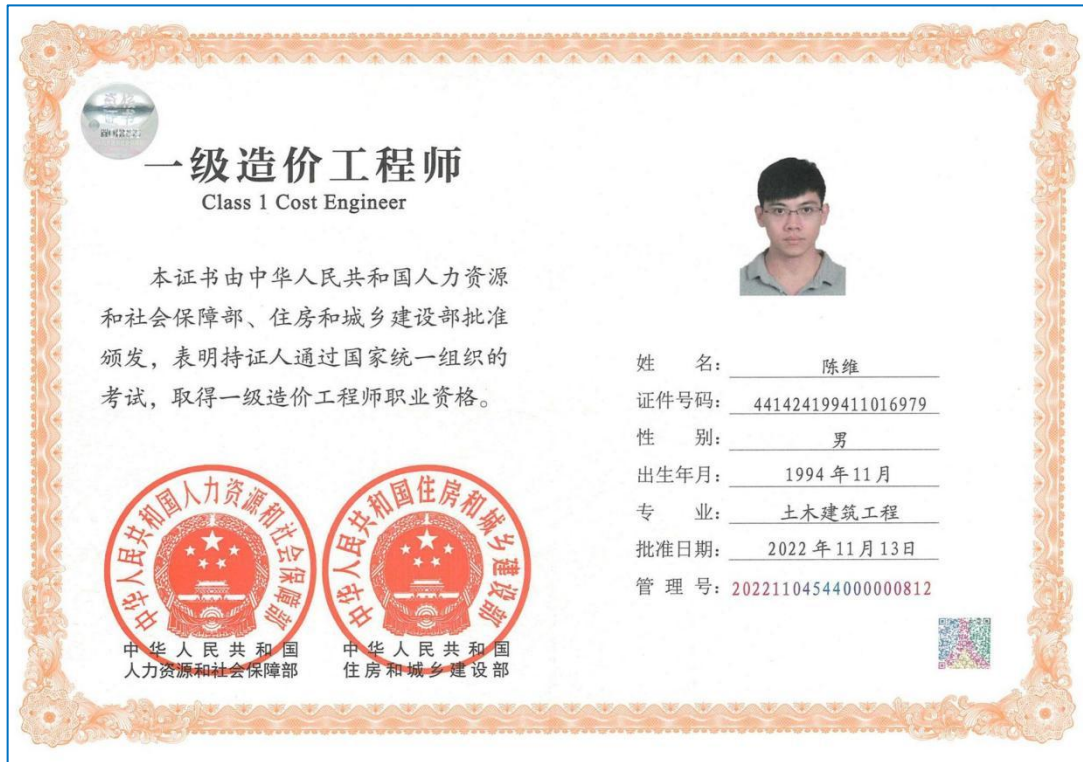 一级造价工程师
Class 1 Cost Engineer
本证书由中华人民共和国人力资源
和社会保障部、住房和城乡建设部批准
颁发，表明持证人通过国家统一组织的
考试，取得一级造价工程师职业资格。
中华人民共和国人力资源和社会保障部
中华人民共和国住房和城乡建设部
中华人民共和国
人力资源和社会保障部
中华人民共和国
住房和城乡建设部
姓 名： 陈维
证件号码： 441424199411016979
性 别： 男
出生年月： 1994年11月
专 业： 土木建筑工程
批准日期： 2022年11月13日
管 理 号：20221104544000000812